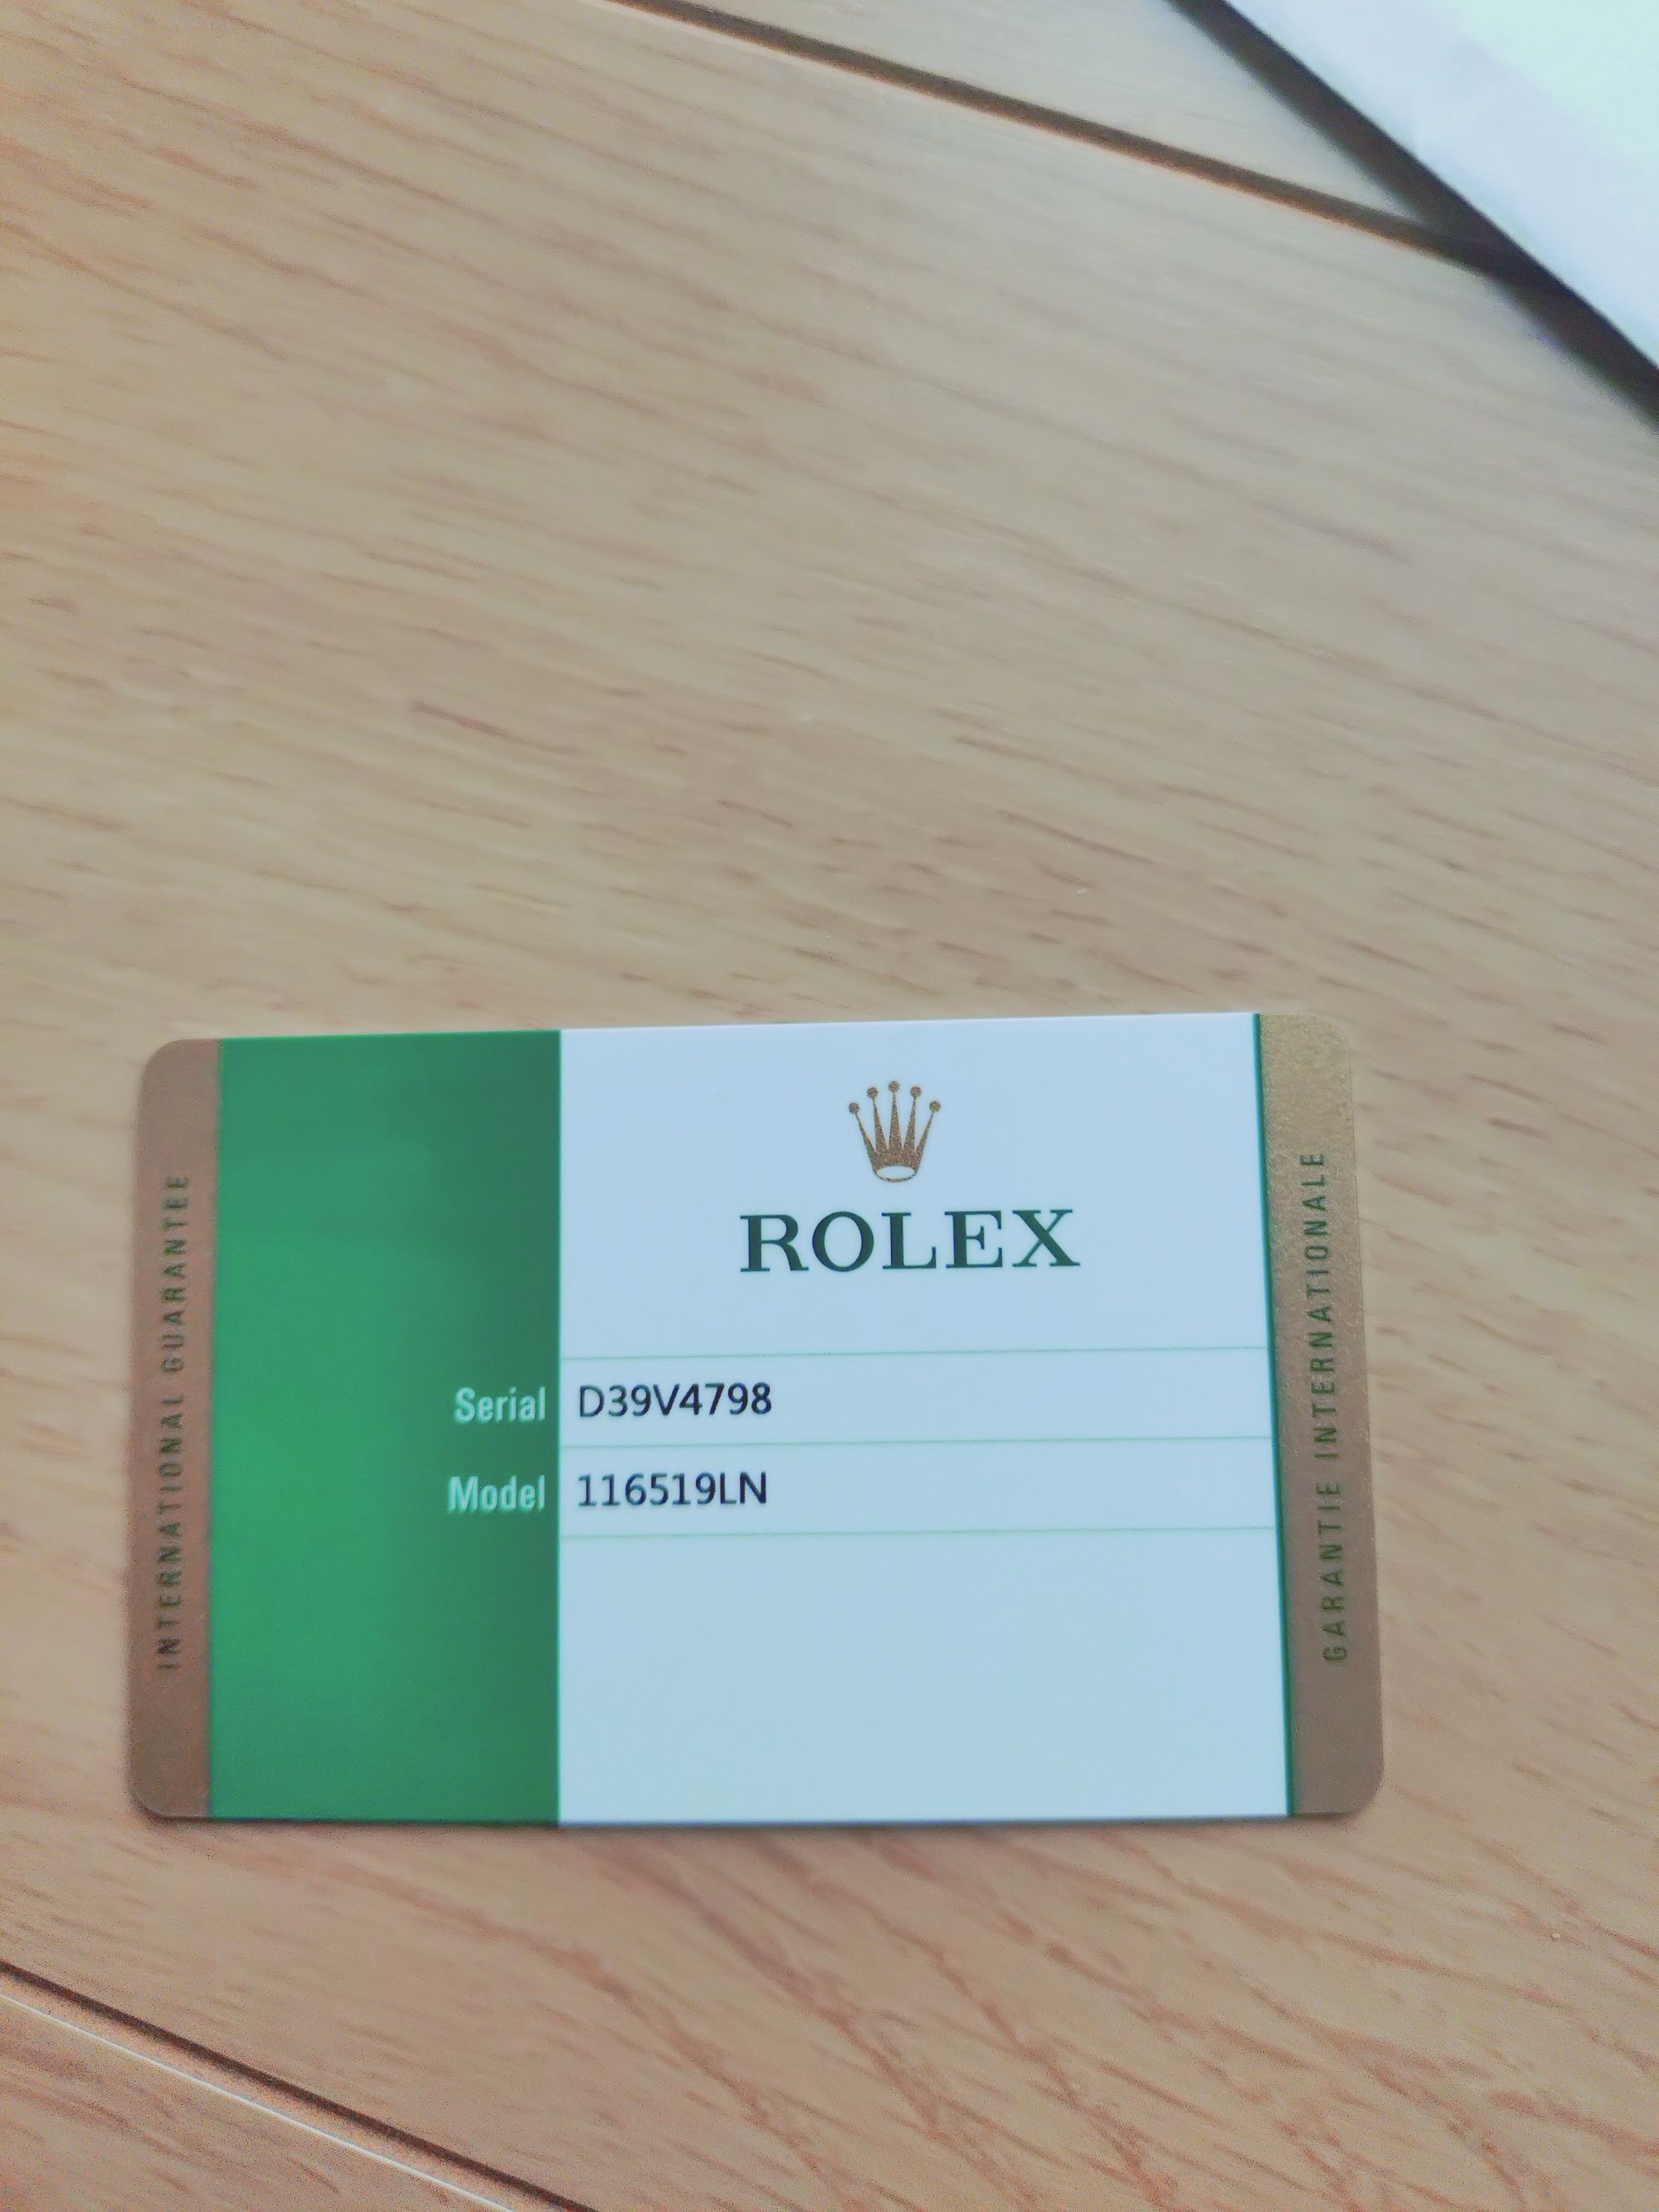 INTERNATIONAL GUARANTEE
ROLEX
Serial D39V4798
Model 116519LN
GARANTIE INTERNATIONALE